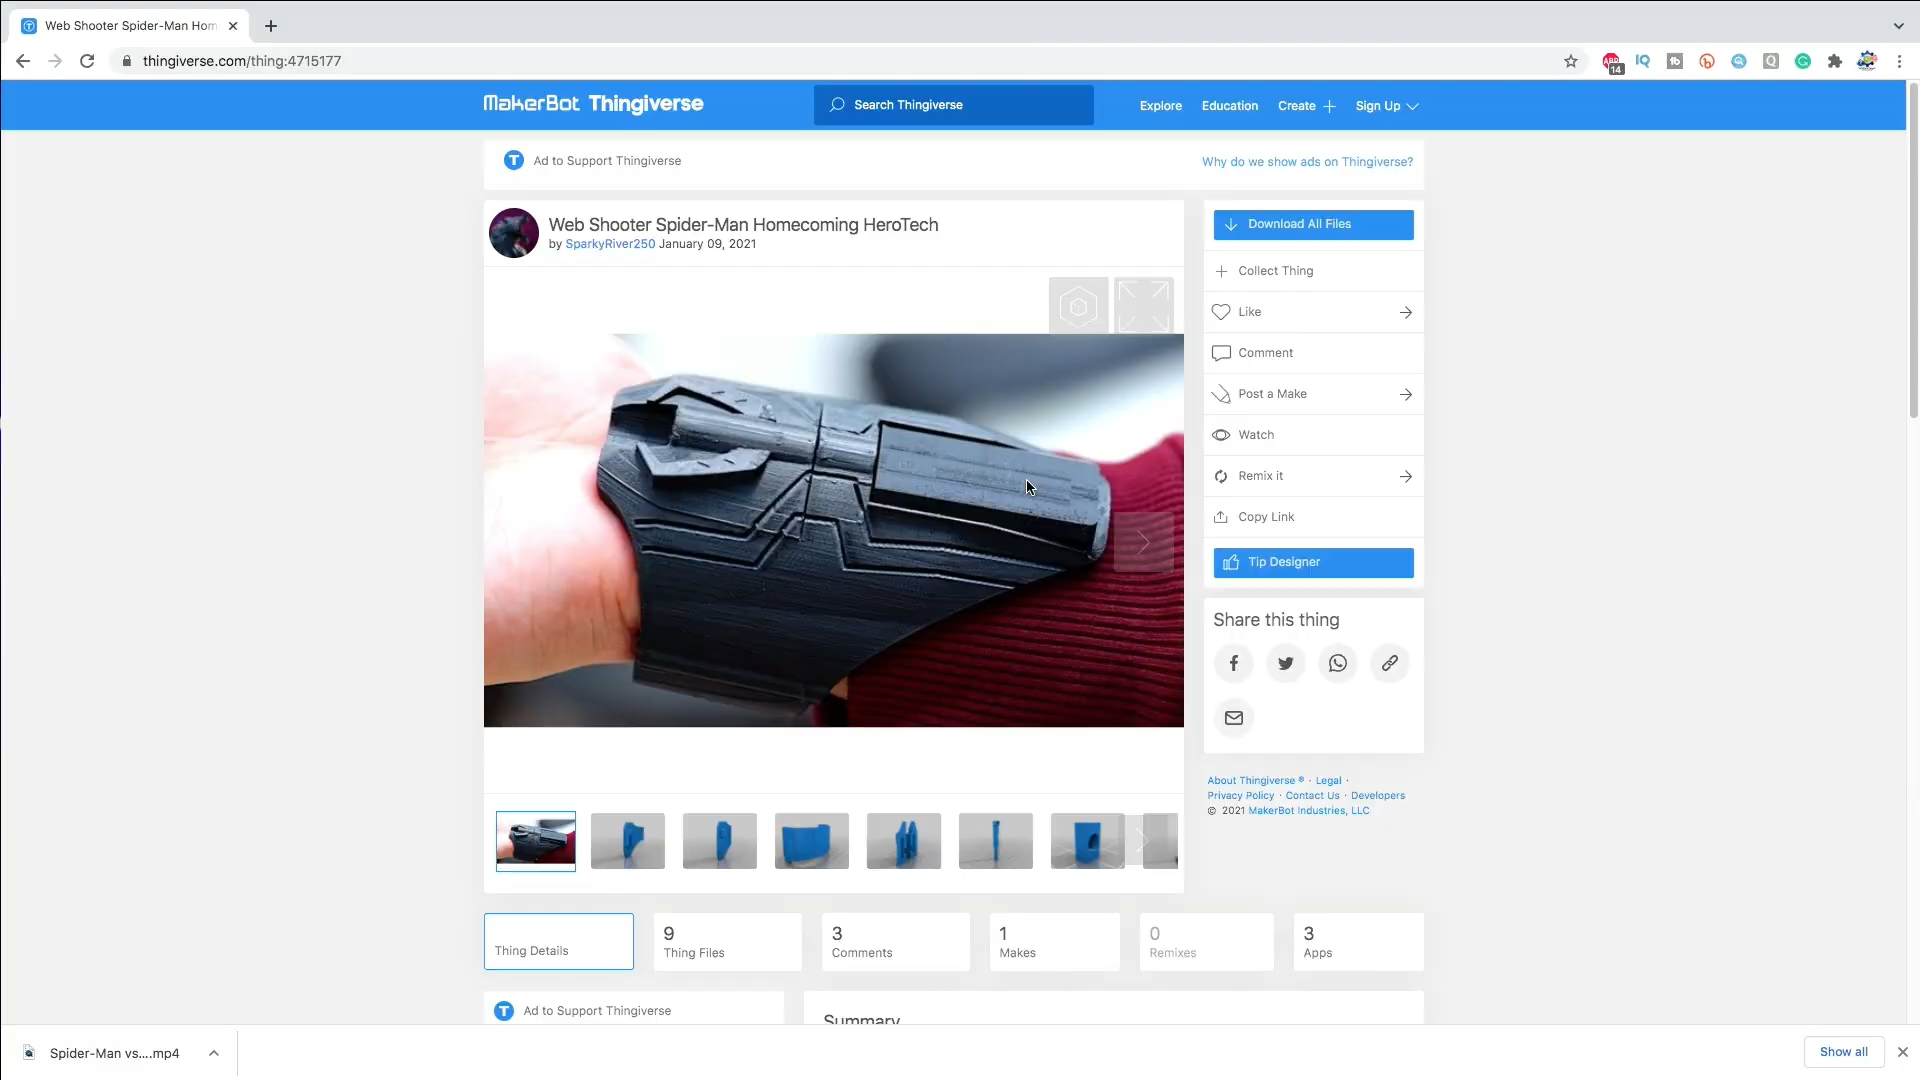 Web Shooter Spider-Man Hom
thingiverse.com/thing:4715177
ABP
14
IQ
tb
Q
MakerBot Thingiverse
Search Thingiverse
Explore
Education
Create
Sign Up
T
Ad to Support Thingiverse
Why do we show ads on Thingiverse?
Web Shooter Spider-Man Homecoming HeroTech
by SparkyRiver250 January 09, 2021
Download All Files
Collect Thing
Like
Comment
Post a Make
Watch
Remix it
Copy Link
Tip Designer
Share this thing
About Thingiverse ® · Legal ·
Privacy Policy · Contact Us · Developers
© 2021 MakerBot Industries, LLC
Thing Details
9
Thing Files
3
Comments
1
Makes
0
Remixes
3
Apps
T
Ad to Support Thingiverse
Summary
Spider-Man vs....mp4
Show all